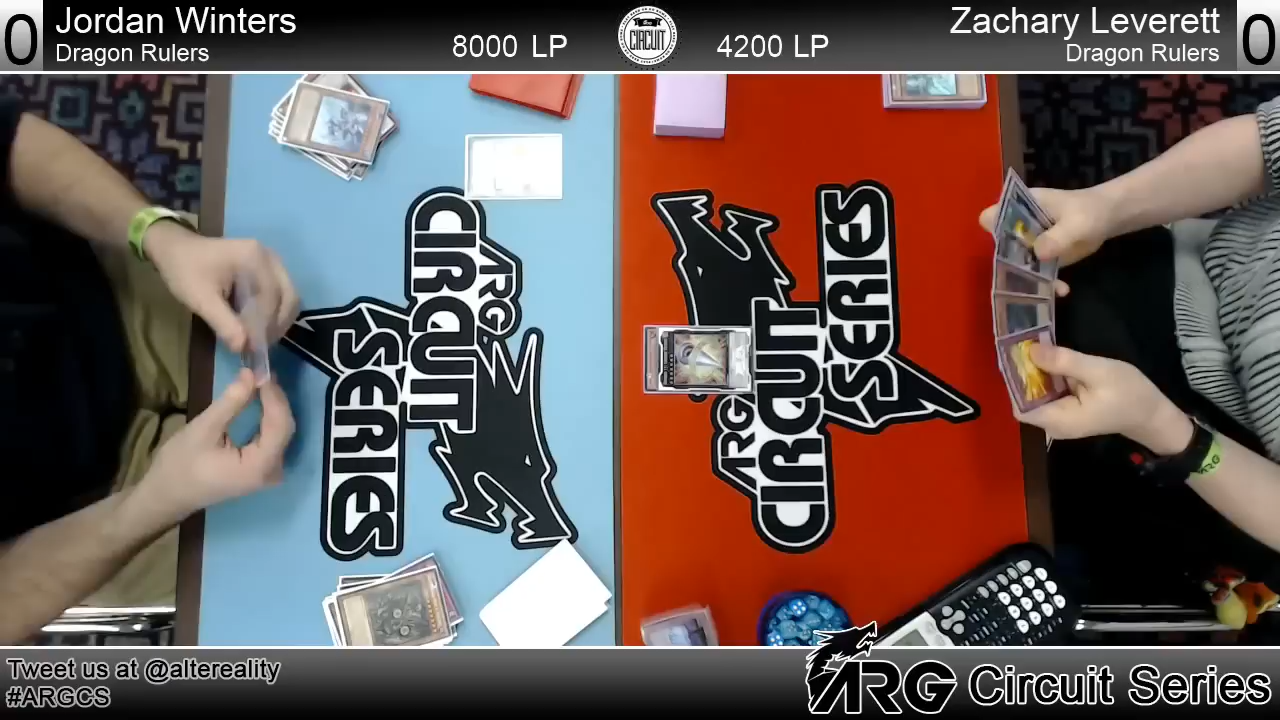 0
Jordan Winters
Dragon Rulers
8000 LP
CIRCUIT
4200 LP
Zachary Leverett
Dragon Rulers
0
ARG
CIRCUIT
SERIES
ARG
CIRCUIT
SERIES
ARG
Tweet us at @altereality
#ARGCS
ARG Circuit Series